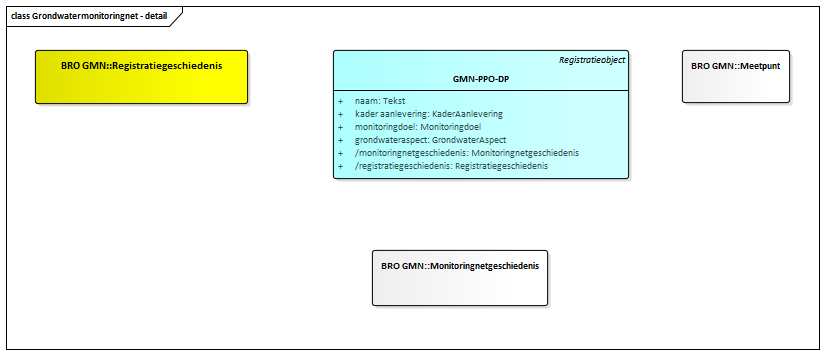 class Grondwatermonitoringnet - detail
BRO GMN::Registratiegeschiedenis
Registratieobject
GMN-PPO-DP
+ naam: Tekst
+ kader aanlevering: KaderAanlevering
+ monitoringdoel: Monitoringdoel
+ grondwateraspect: GrondwaterAspect
+ /monitoringnetgeschiedenis: Monitoringnetgeschiedenis
+ /registratiegeschiedenis: Registratiegeschiedenis
BRO GMN::Meetpunt
BRO GMN::Monitoringnetgeschiedenis